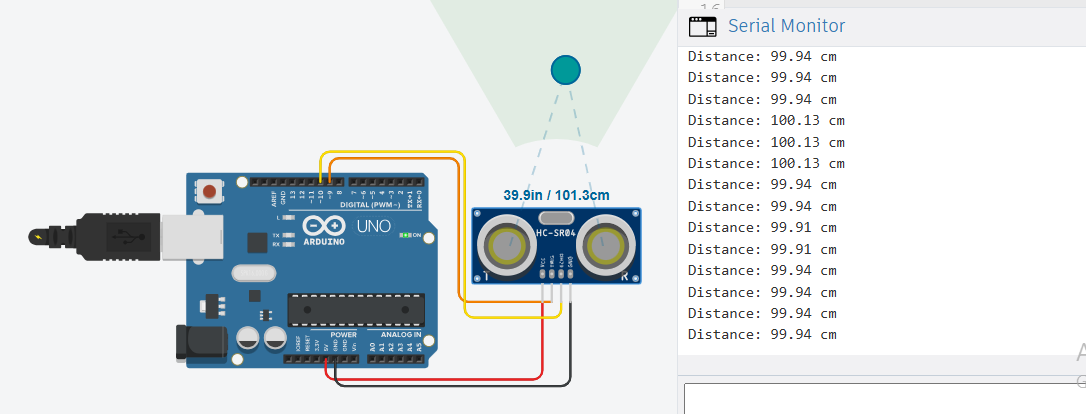 16
Serial Monitor
Distance: 99.94 cm
Distance: 99.94 cm
Distance: 99.94 cm
Distance: 100.13 cm
Distance: 100.13 cm
Distance: 100.13 cm
Distance: 99.94 cm
Distance: 99.94 cm
Distance: 99.91 cm
Distance: 99.91 cm
Distance: 99.94 cm
Distance: 99.94 cm
Distance: 99.94 cm
Distance: 99.94 cm
39.9in / 101.3cm
HC-SR04
VCC
TRIG
ECHO
GND
T
R
AREF
GND
13
12
~11
~10
~9
8
7
~6
~5
4
~3
2
TX→1
RX←0
DIGITAL (PWM~)
L
TX
RX
ARDUINO
UNO
ON
POWER
ANALOG IN
IOREF
RESET
3.3V
5V
GND
GND
Vin
A0
A1
A2
A3
A4
A5